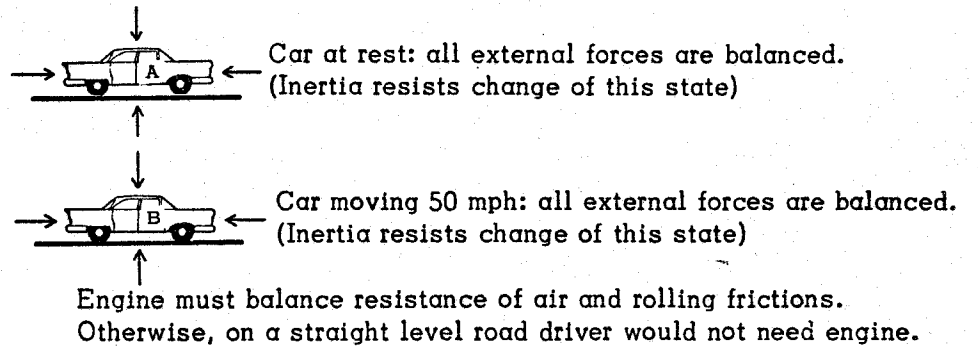 A
Car at rest: all external forces are balanced.
(Inertia resists change of this state)
B
Car moving 50 mph: all external forces are balanced.
(Inertia resists change of this state)
Engine must balance resistance of air and rolling frictions.
Otherwise, on a straight level road driver would not need engine.